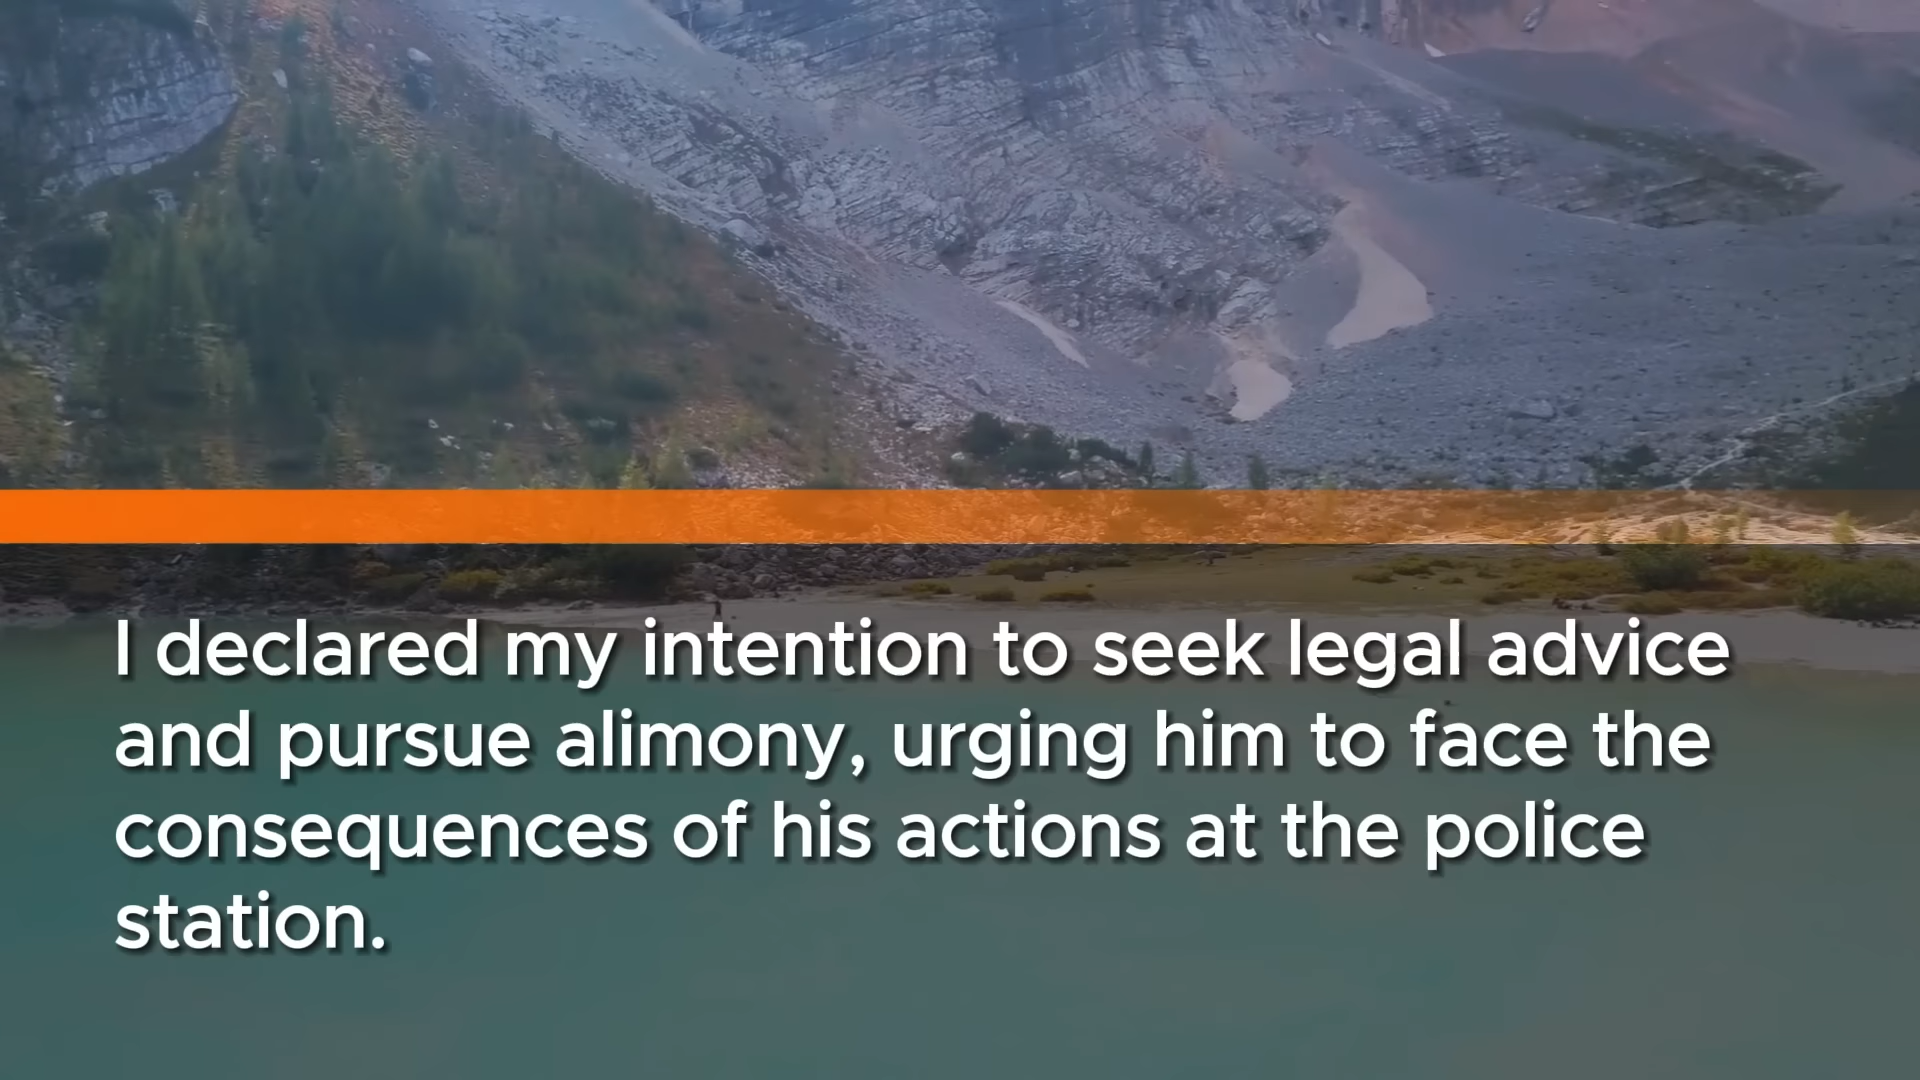 I declared my intention to seek legal advice
and pursue alimony, urging him to face the
consequences of his actions at the police
station.